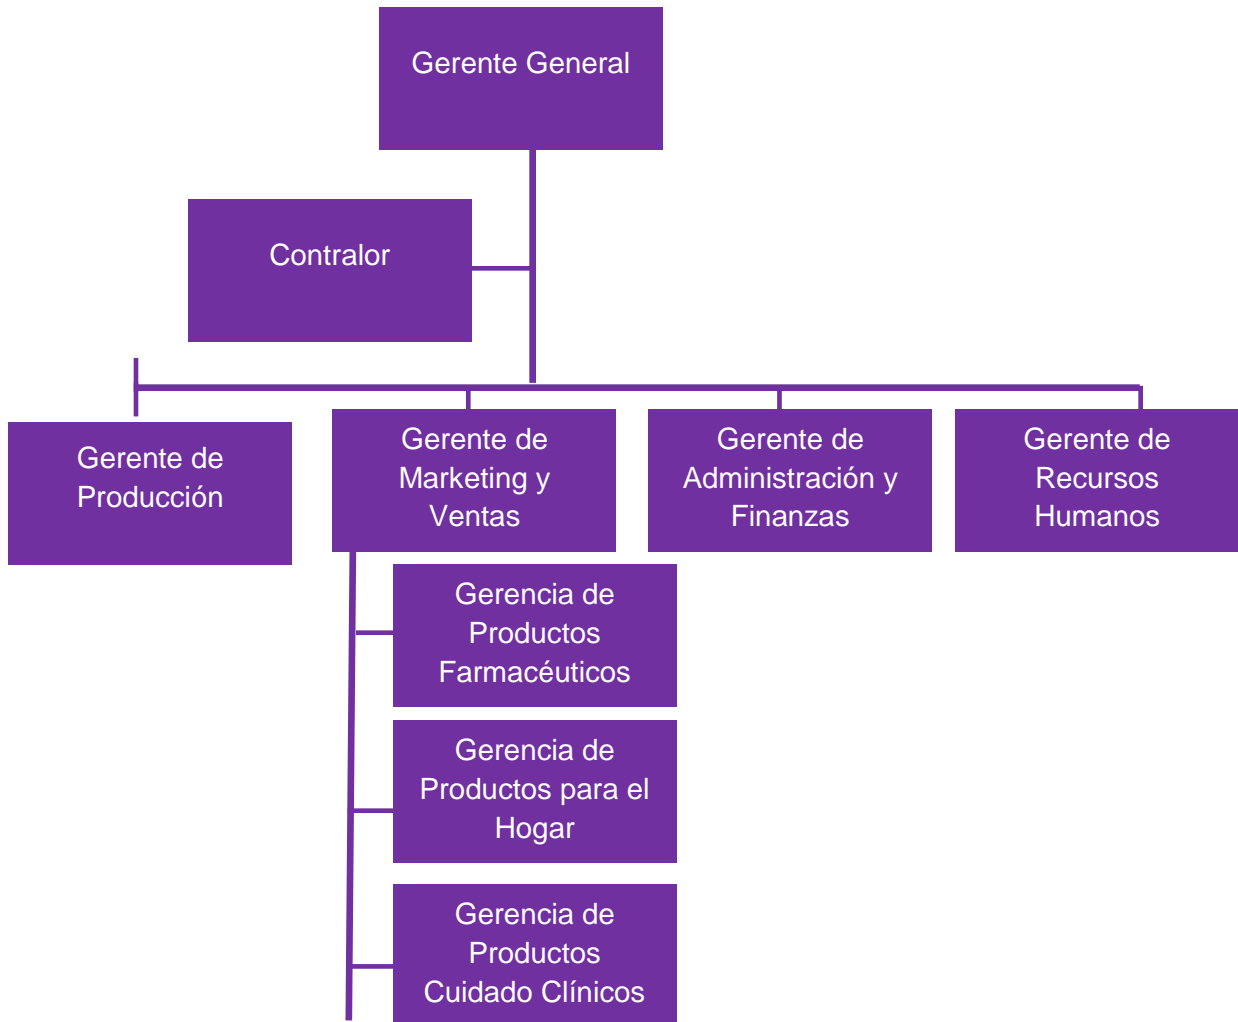 Gerente General
Contralor
Gerente de
Producción
Gerente de
Marketing y
Ventas
Gerente de
Administración y
Finanzas
Gerente de
Recursos
Humanos
Gerencia de
Productos
Farmacéuticos
Gerencia de
Productos para el
Hogar
Gerencia de
Productos
Cuidado Clínicos